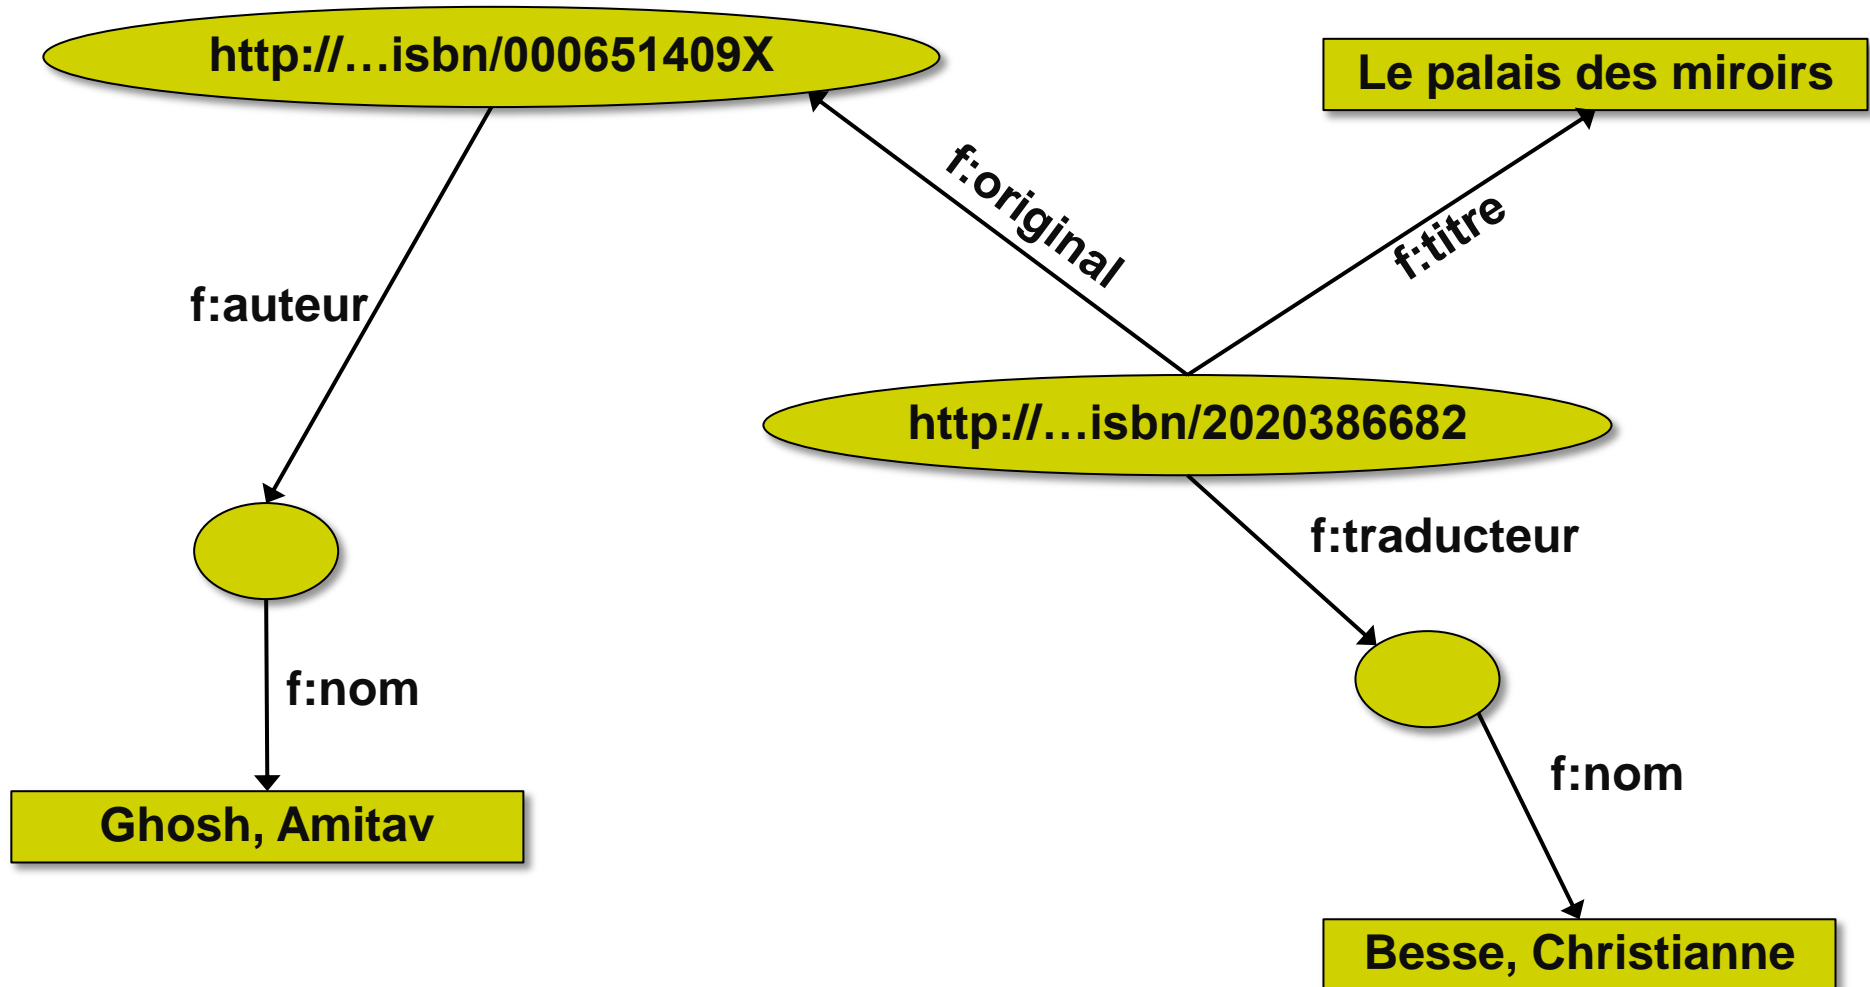 http://…isbn/000651409X
Le palais des miroirs
f:original
f:titre
f:auteur
http://…isbn/2020386682
f:traducteur
f:nom
f:nom
Ghosh, Amitav
Besse, Christianne